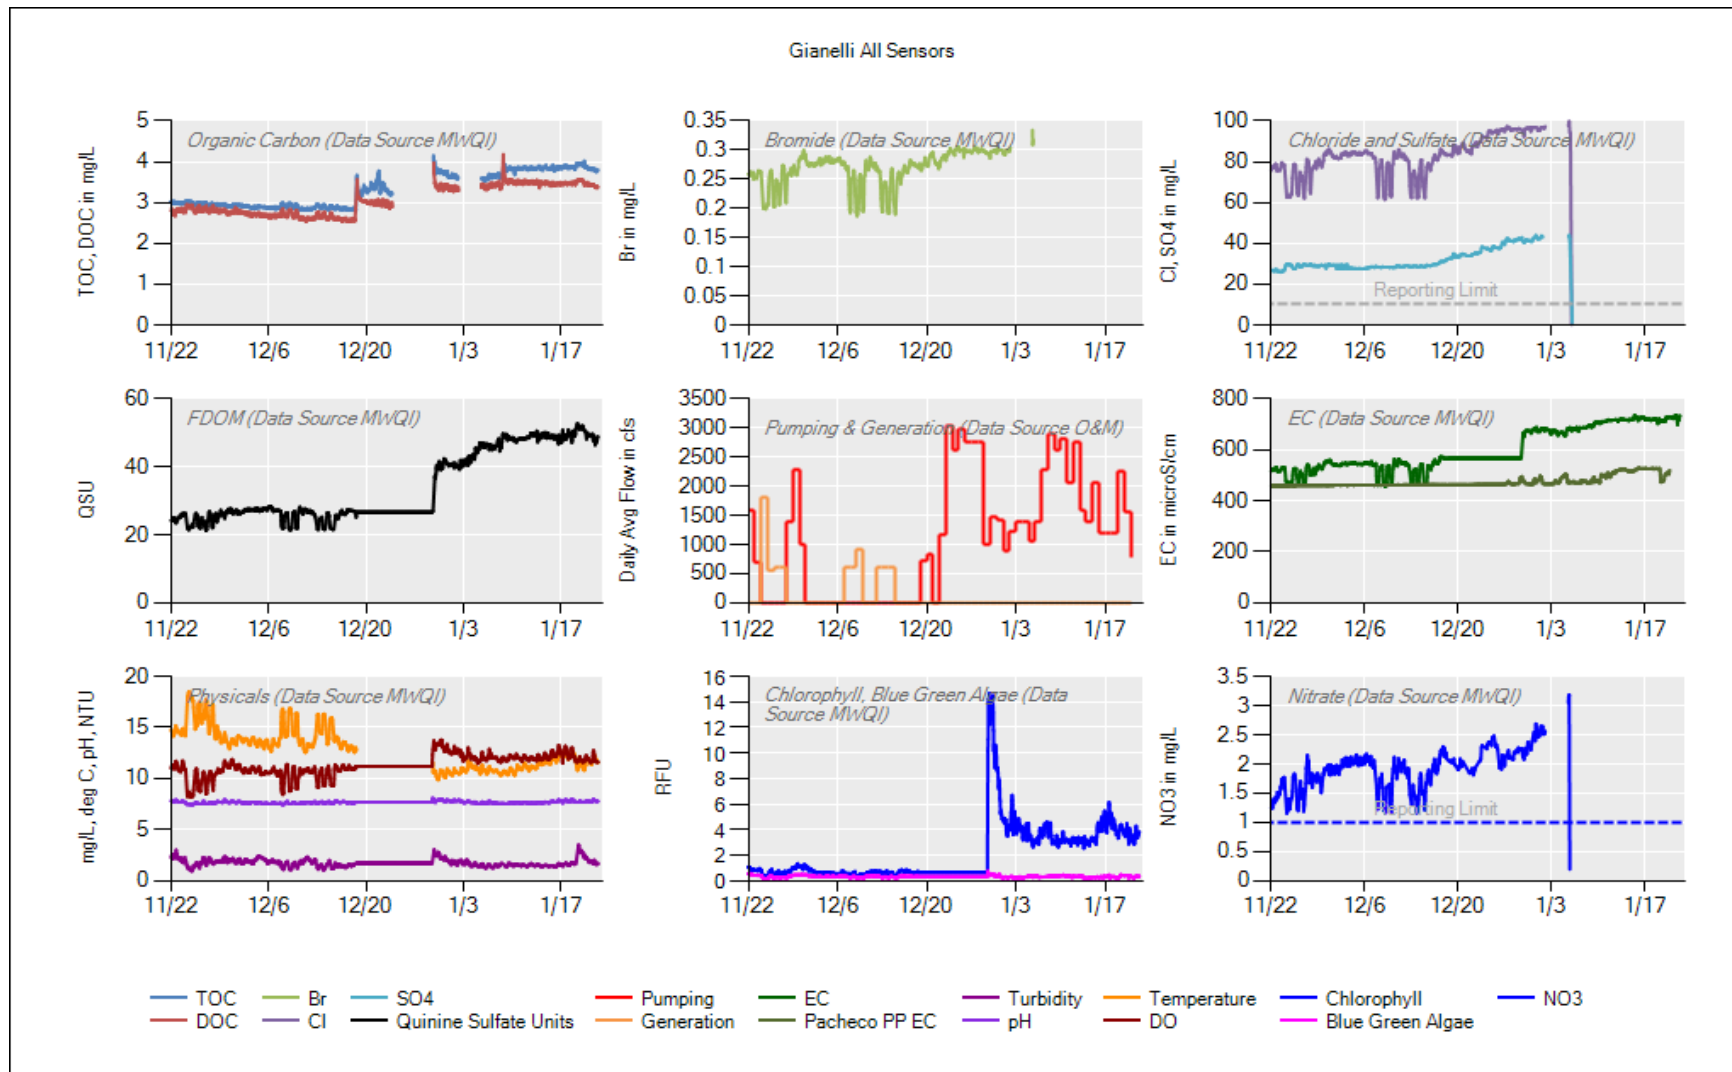 Gianelli All Sensors
TOC, DOC in mg/L
5
4
3
2
1
0
Organic Carbon (Data Source MWQI)
11/22 12/6 12/20 1/3 1/17
Br in mg/L
0.35
0.3
0.25
0.2
0.15
0.1
0.05
0
Bromide (Data Source MWQI)
11/22 12/6 12/20 1/3 1/17
Cl, SO4 in mg/L
100
80
60
40
20
0
Chloride and Sulfate (Data Source MWQI)
Reporting Limit
11/22 12/6 12/20 1/3 1/17
QSU
60
40
20
0
FDOM (Data Source MWQI)
11/22 12/6 12/20 1/3 1/17
Daily Avg Flow in cfs
3500
3000
2500
2000
1500
1000
500
0
Pumping & Generation (Data Source O&M)
11/22 12/6 12/20 1/3 1/17
EC in microS/cm
800
600
400
200
0
EC (Data Source MWQI)
11/22 12/6 12/20 1/3 1/17
mg/L, deg C, pH, NTU
20
15
10
5
0
Physicals (Data Source MWQI)
11/22 12/6 12/20 1/3 1/17
RFU
16
14
12
10
8
6
4
2
0
Chlorophyll, Blue Green Algae (Data
Source MWQI)
11/22 12/6 12/20 1/3 1/17
NO3 in mg/L
3.5
3
2.5
2
1.5
1
0.5
0
Nitrate (Data Source MWQI)
Reporting Limit
11/22 12/6 12/20 1/3 1/17
TOC Br SO4 Pumping EC Turbidity Temperature Chlorophyll NO3
DOC Cl Quinine Sulfate Units Generation Pacheco PP EC pH DO Blue Green Algae